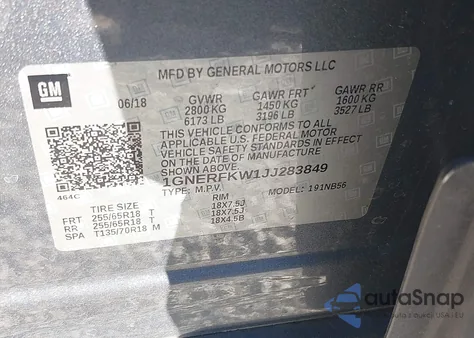 MFD BY GENERAL MOTORS LLC
GM
06/18 GVWR GAWR FRT GAWR RR
2800 KG 1450 KG 1600 KG
6173 LB 3196 LB 3527 LB
THIS VEHICLE CONFORMS TO ALL
APPLICABLE U.S. FEDERAL MOTOR
VEHICLE SAFETY STANDARDS IN EFFECT ON
THE DATE OF MANUFACTURE SHOWN ABOVE.
1GNERFKW1JJ283849
464C TYPE: M.P.V. MODEL: 191NB56
TIRE SIZE RIM
FRT 255/65R18 T 18X7.5J
RR 255/65R18 T 18X7.5J
SPA T135/70R18 M 18X4.5B
autoSnap